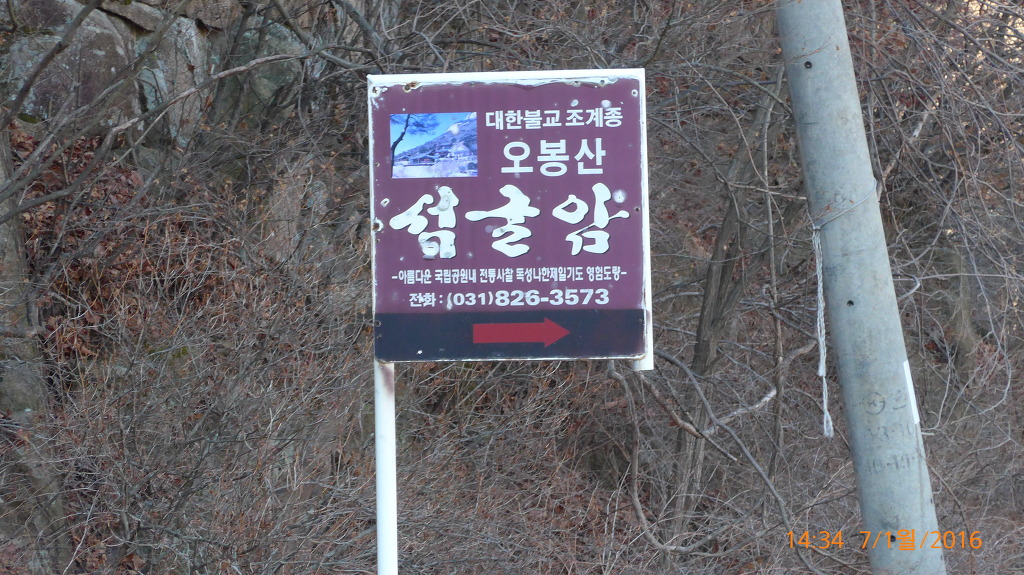 대한불교 조계종
오봉산
석굴암
-아름다운 국립공원내 전통사찰 독성나한제일기도 영험도량-
전화 : (031)826-3573
14:34 7/1월/2016